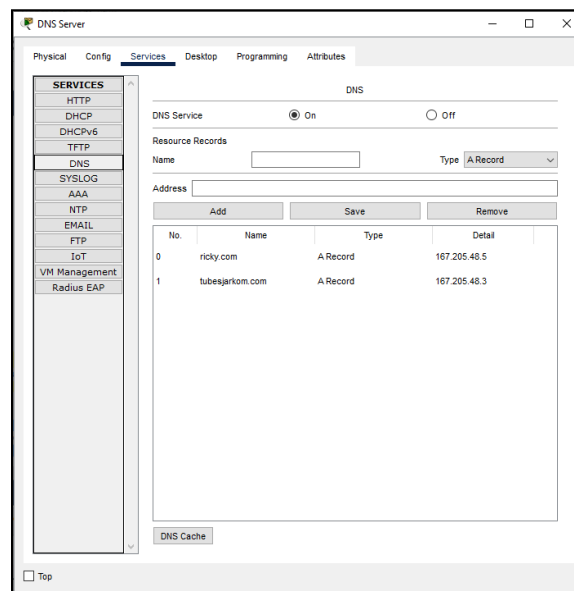 DNS Server
Physical Config Services Desktop Programming Attributes
SERVICES
HTTP
DHCP
DHCPv6
TFTP
DNS
SYSLOG
AAA
NTP
EMAIL
FTP
IoT
VM Management
Radius EAP
DNS
DNS Service On Off
Resource Records
Name Type A Record
Address
Add Save Remove
No. Name Type Detail
0 ricky.com A Record 167.205.48.5
1 tubesjarkom.com A Record 167.205.48.3
DNS Cache
Top